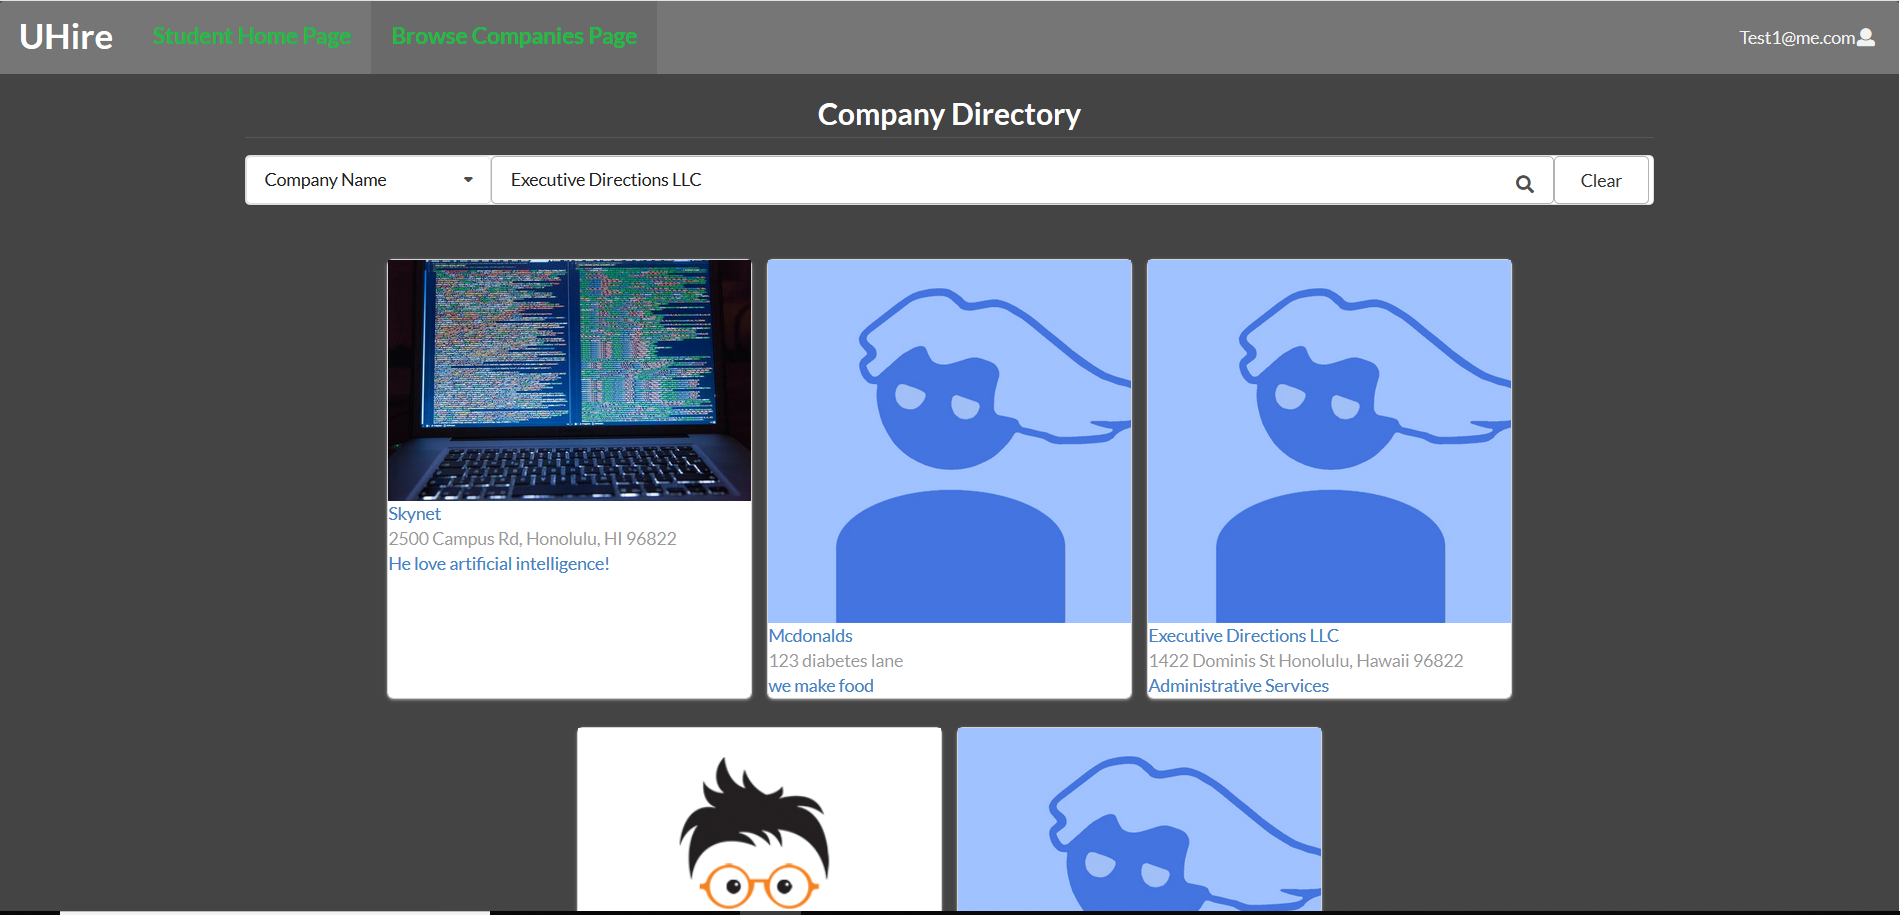 UHire
Student Home Page
Browse Companies Page
Test1@me.com
Company Directory
Company Name
Executive Directions LLC
Clear
Skynet
2500 Campus Rd, Honolulu, HI 96822
He love artificial intelligence!
Mcdonalds
123 diabetes lane
we make food
Executive Directions LLC
1422 Dominis St Honolulu, Hawaii 96822
Administrative Services